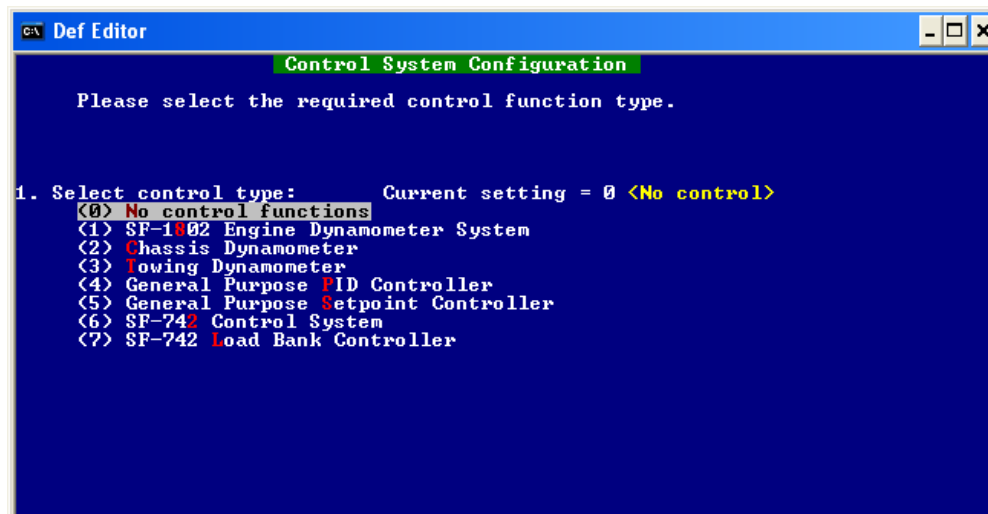 Def Editor
Control System Configuration
Please select the required control function type.
1. Select control type: Current setting = 0 <No control>
(0) No control functions
(1) SF-1802 Engine Dynamometer System
(2) Chassis Dynamometer
(3) Towing Dynamometer
(4) General Purpose PID Controller
(5) General Purpose Setpoint Controller
(6) SF-742 Control System
(7) SF-742 Load Bank Controller